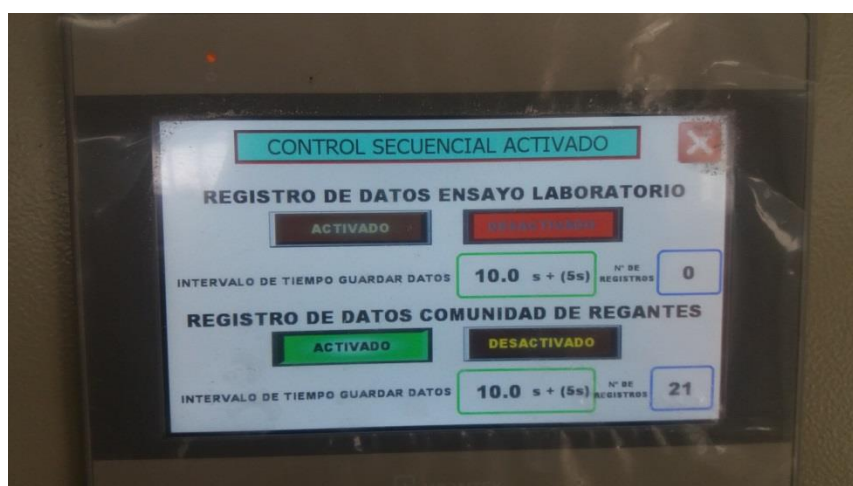 CONTROL SECUENCIAL ACTIVADO
REGISTRO DE DATOS ENSAYO LABORATORIO
ACTIVADO DESACTIVADO
INTERVALO DE TIEMPO GUARDAR DATOS 10.0 s + (5s) Nº DE REGISTROS 0
REGISTRO DE DATOS COMUNIDAD DE REGANTES
ACTIVADO DESACTIVADO
INTERVALO DE TIEMPO GUARDAR DATOS 10.0 s + (5s) Nº DE REGISTROS 21